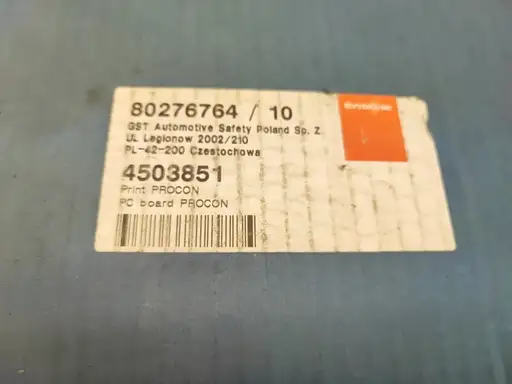 80276764 / 10
GST Automotive Safety Poland Sp. Z.
UL Legionow 2002/210
PL-42-200 Czestochowa
4503851
Print PROCON
PC board PROCON